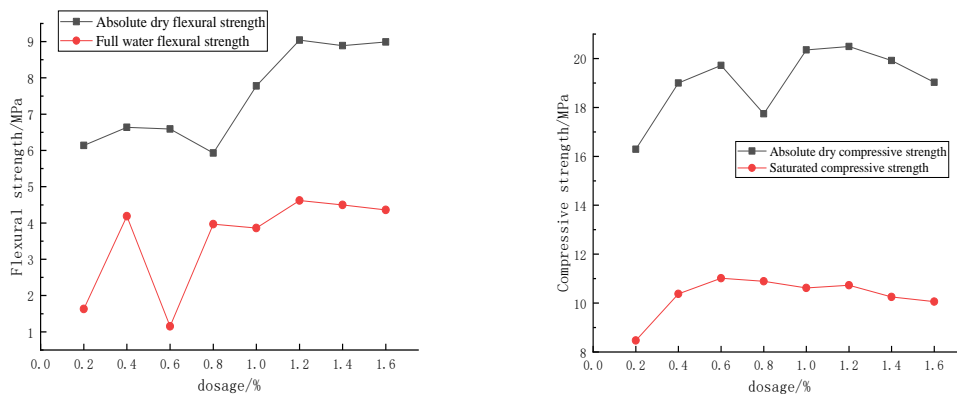 Absolute dry flexural strength
Full water flexural strength
Flexural strength/MPa
9
8
7
6
5
4
3
2
1
0.0 0.2 0.4 0.6 0.8 1.0 1.2 1.4 1.6
dosage/%
Compressive strength/MPa
20
18
16
14
12
10
8
Absolute dry compressive strength
Saturated compressive strength
0.0 0.2 0.4 0.6 0.8 1.0 1.2 1.4 1.6
dosage/%